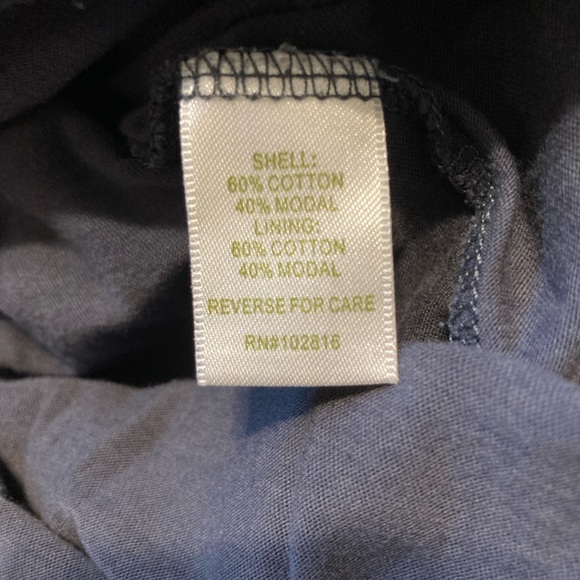 SHELL:
60% COTTON
40% MODAL
LINING:
60% COTTON
40% MODAL
REVERSE FOR CARE
RN#102816